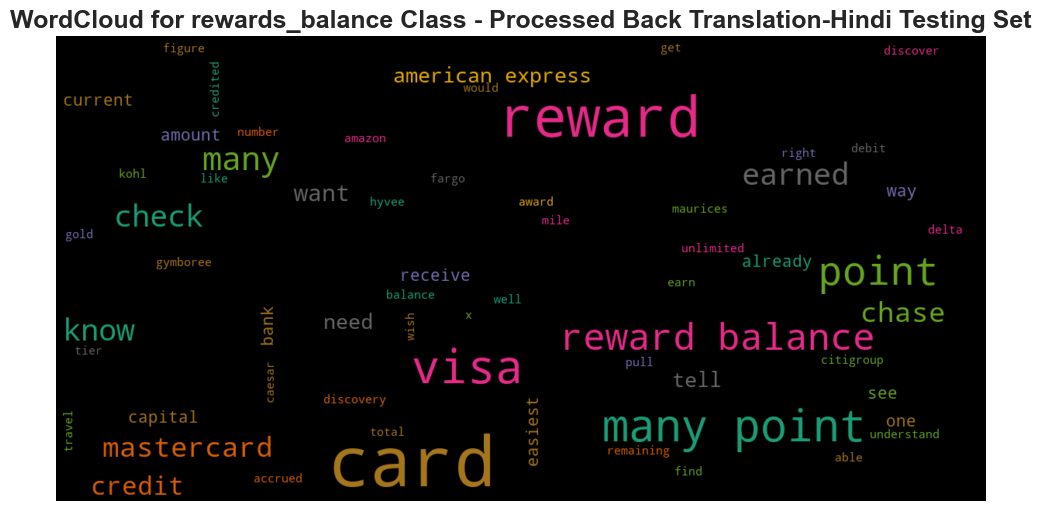 WordCloud for rewards_balance Class - Processed Back Translation-Hindi Testing Set
figure
get
discover
american express
credited
would
current
reward
amount
number
amazon
many
right
debit
kohl
like
fargo
earned
want
way
hyvee
award
maurices
check
mile
gold
delta
unlimited
gymboree
already
receive
point
earn
balance
well
chase
need
wish
x
bank
know
reward balance
tier
pull
citigroup
visa
caesar
tell
see
discovery
travel
capital
easiest
many point
one
total
understand
mastercard
remaining
able
card
find
credit
accrued